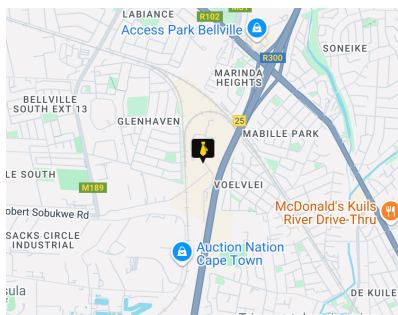 LABIANCE
R102
M31
Access Park Bellville
SONEIKE
R300
MARINDA
HEIGHTS
BELLVILLE
SOUTH EXT 13
GLENHAVEN
25
MABILLE PARK
LE SOUTH
M189
VOELVLEI
McDonald's Kuils
River Drive-Thru
obert Sobukwe Rd
SACKS CIRCLE
INDUSTRIAL
Auction Nation
Cape Town
sula
DE KUILE